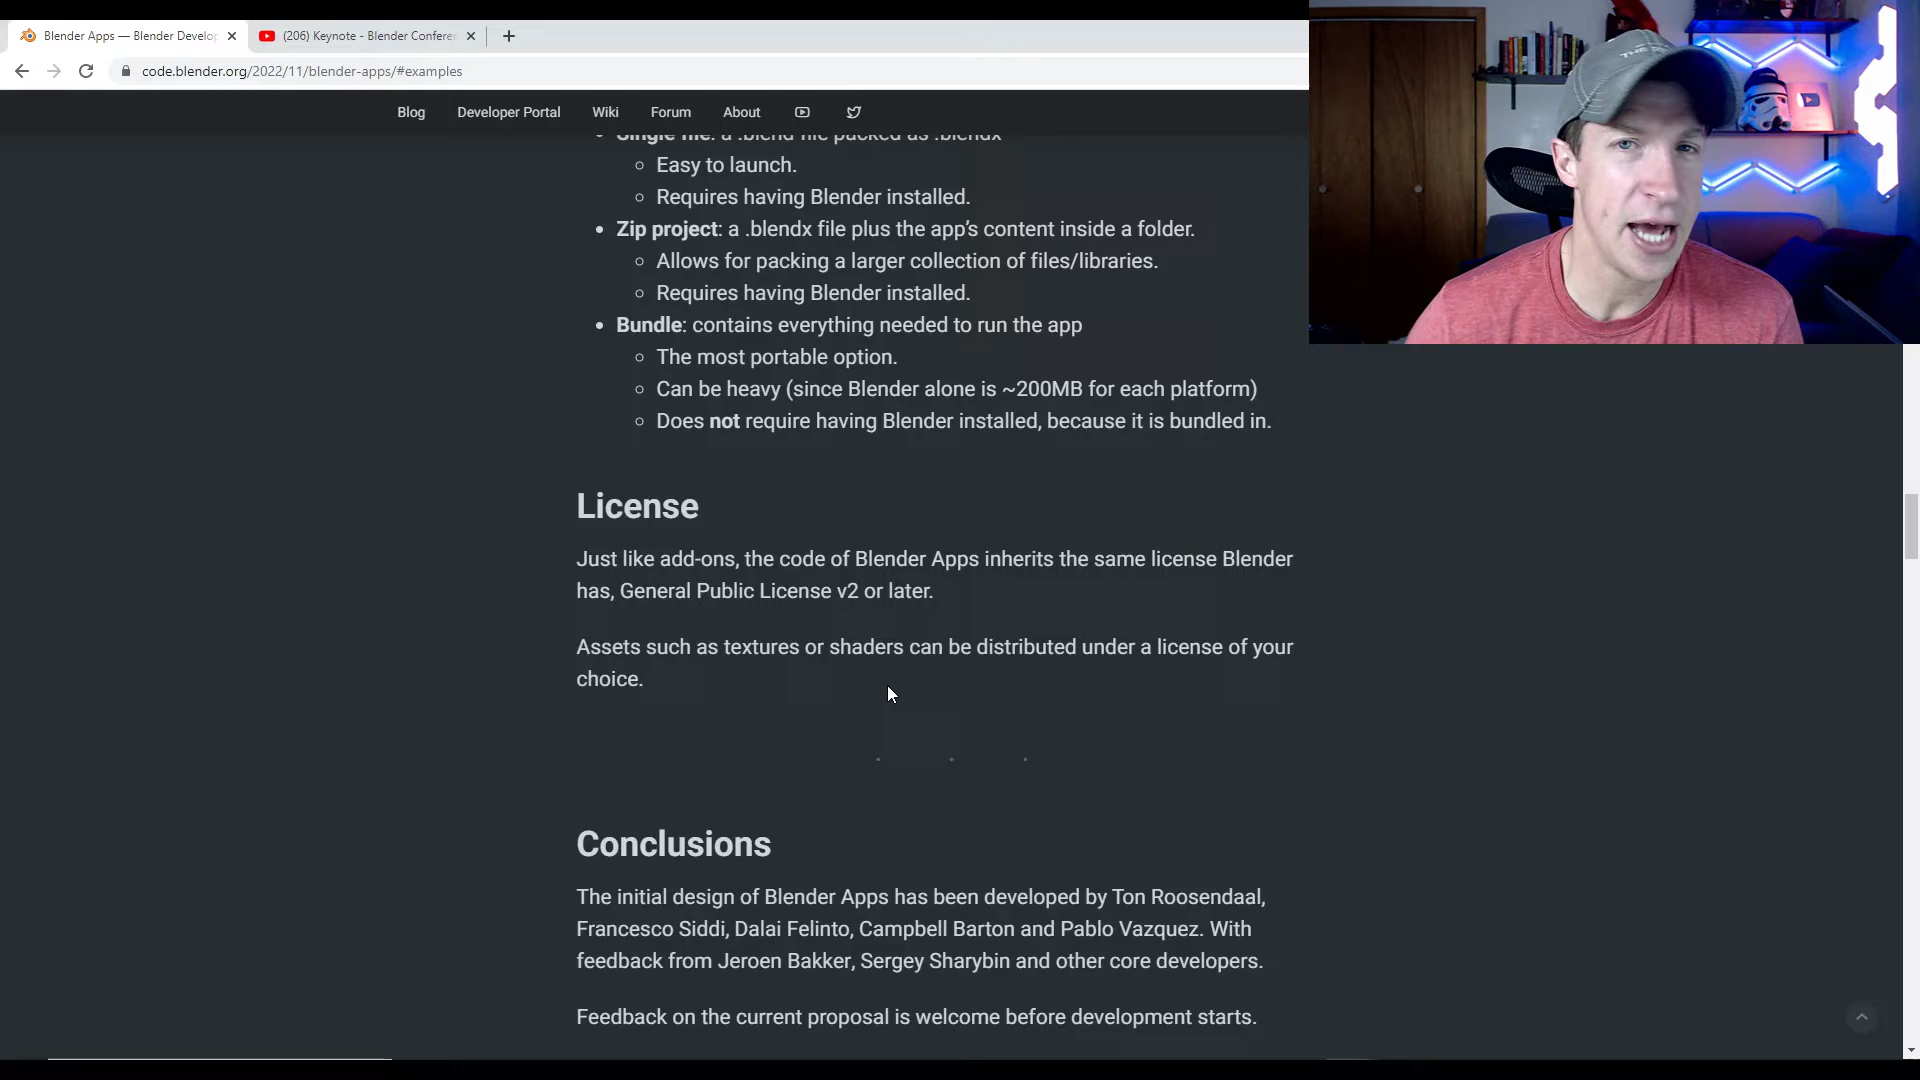 Blender Apps — Blender Develop
(206) Keynote - Blender Conferen
code.blender.org/2022/11/blender-apps/#examples
Blog Developer Portal Wiki Forum About
Single file: a .blend file packed as .blendx
Easy to launch.
Requires having Blender installed.
Zip project: a .blendx file plus the app's content inside a folder.
Allows for packing a larger collection of files/libraries.
Requires having Blender installed.
Bundle: contains everything needed to run the app
The most portable option.
Can be heavy (since Blender alone is ~200MB for each platform)
Does not require having Blender installed, because it is bundled in.
License
Just like add-ons, the code of Blender Apps inherits the same license Blender
has, General Public License v2 or later.
Assets such as textures or shaders can be distributed under a license of your
choice.
Conclusions
The initial design of Blender Apps has been developed by Ton Roosendaal,
Francesco Siddi, Dalai Felinto, Campbell Barton and Pablo Vazquez. With
feedback from Jeroen Bakker, Sergey Sharybin and other core developers.
Feedback on the current proposal is welcome before development starts.